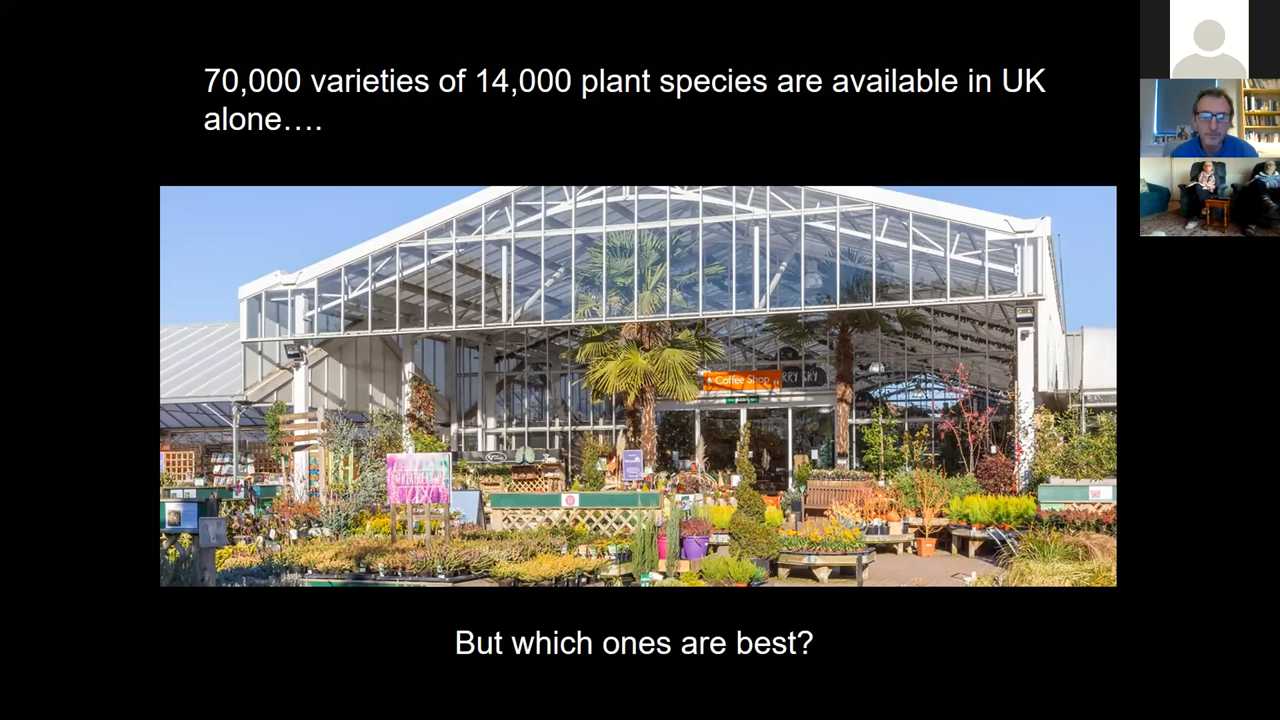 70,000 varieties of 14,000 plant species are available in UK
alone….
Coffee Shop
But which ones are best?